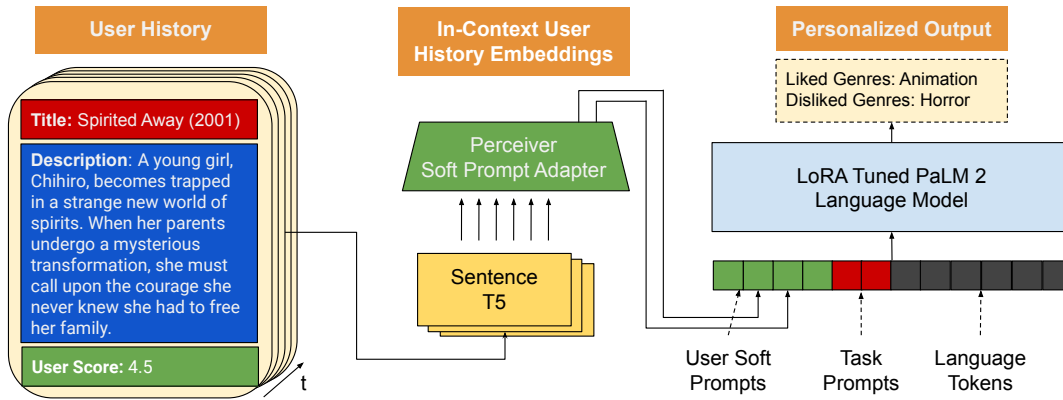 User History
Title: Spirited Away (2001)
Description: A young girl,
Chihiro, becomes trapped
in a strange new world of
spirits. When her parents
undergo a mysterious
transformation, she must
call upon the courage she
never knew she had to free
her family.
User Score: 4.5
t
In-Context User
History Embeddings
Perceiver
Soft Prompt Adapter
Sentence
T5
Personalized Output
Liked Genres: Animation
Disliked Genres: Horror
LoRA Tuned PaLM 2
Language Model
User Soft
Prompts
Task
Prompts
Language
Tokens